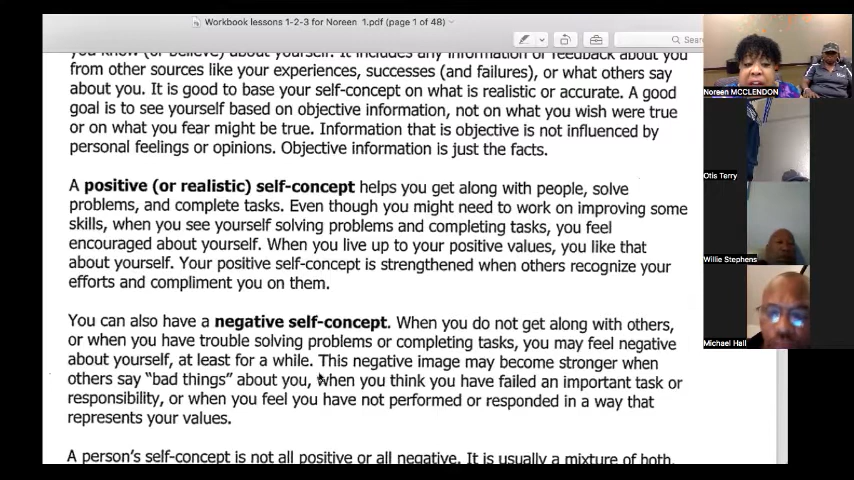 Workbook lessons 1-2-3 for Noreen 1.pdf (page 1 of 48)
Sear
you know (or believe) about yourself. It includes any information or feedback about you
from other sources like your experiences, successes (and failures), or what others say
about you. It is good to base your self-concept on what is realistic or accurate. A good
goal is to see yourself based on objective information, not on what you wish were true
or on what you fear might be true. Information that is objective is not influenced by
personal feelings or opinions. Objective information is just the facts.
A positive (or realistic) self-concept helps you get along with people, solve
problems, and complete tasks. Even though you might need to work on improving some
skills, when you see yourself solving problems and completing tasks, you feel
encouraged about yourself. When you live up to your positive values, you like that
about yourself. Your positive self-concept is strengthened when others recognize your
efforts and compliment you on them.
You can also have a negative self-concept. When you do not get along with others,
or when you have trouble solving problems or completing tasks, you may feel negative
about yourself, at least for a while. This negative image may become stronger when
others say “bad things” about you, when you think you have failed an important task or
responsibility, or when you feel you have not performed or responded in a way that
represents your values.
A person's self-concept is not all positive or all negative. It is usually a mixture of both.
Noreen MCCLENDON
Otis Terry
Willie Stephens
Michael Hall